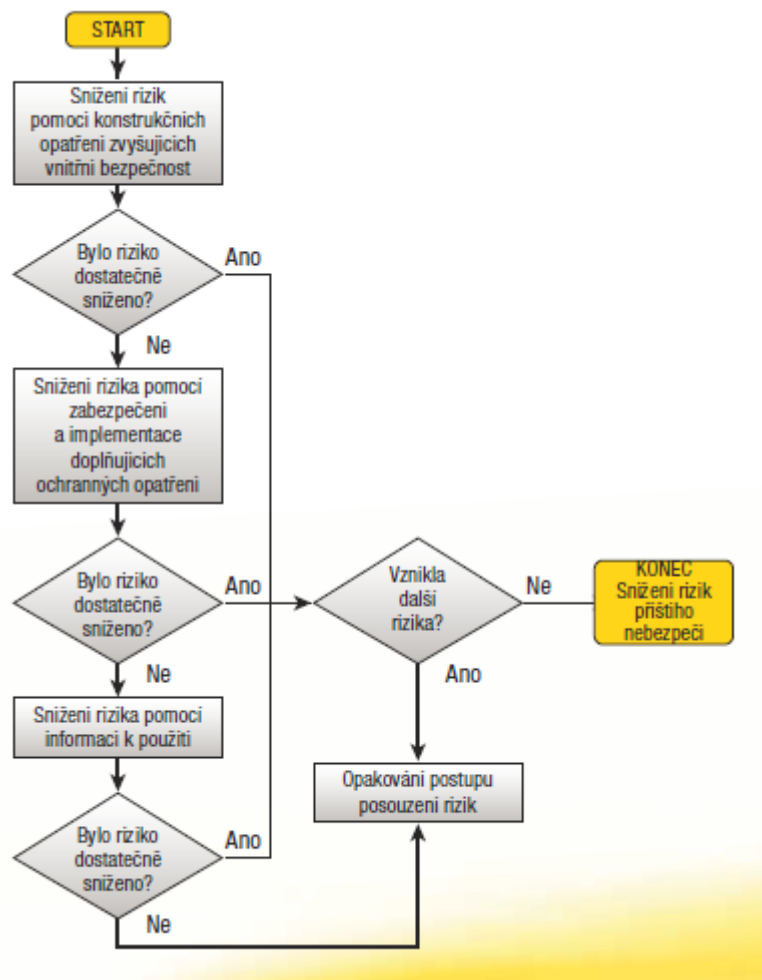 START
Snížení rizik
pomocí konstrukčních
opatření zvyšujících
vnitřní bezpečnost
Bylo riziko
dostatečně
sníženo?
Ano
Ne
Snížení rizika pomocí
zabezpečení
a implementace
doplňujících
ochranných opatření
Bylo riziko
dostatečně
sníženo?
Ano
Vznikla
další
rizika?
Ne
KONEC
Snížení rizik
příštího
nebezpečí
Ne
Ano
Snížení rizika pomocí
informací k použití
Opakování postupu
posouzení rizik
Bylo riziko
dostatečně
sníženo?
Ano
Ne